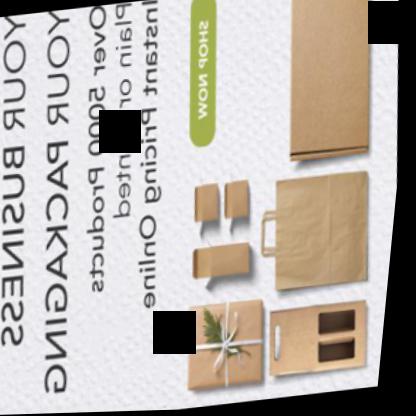 YOUR BUSINESS
YOUR PACKAGING
Over 5000 Products
Plain or
Instant Pricing Online
SHOP NOW